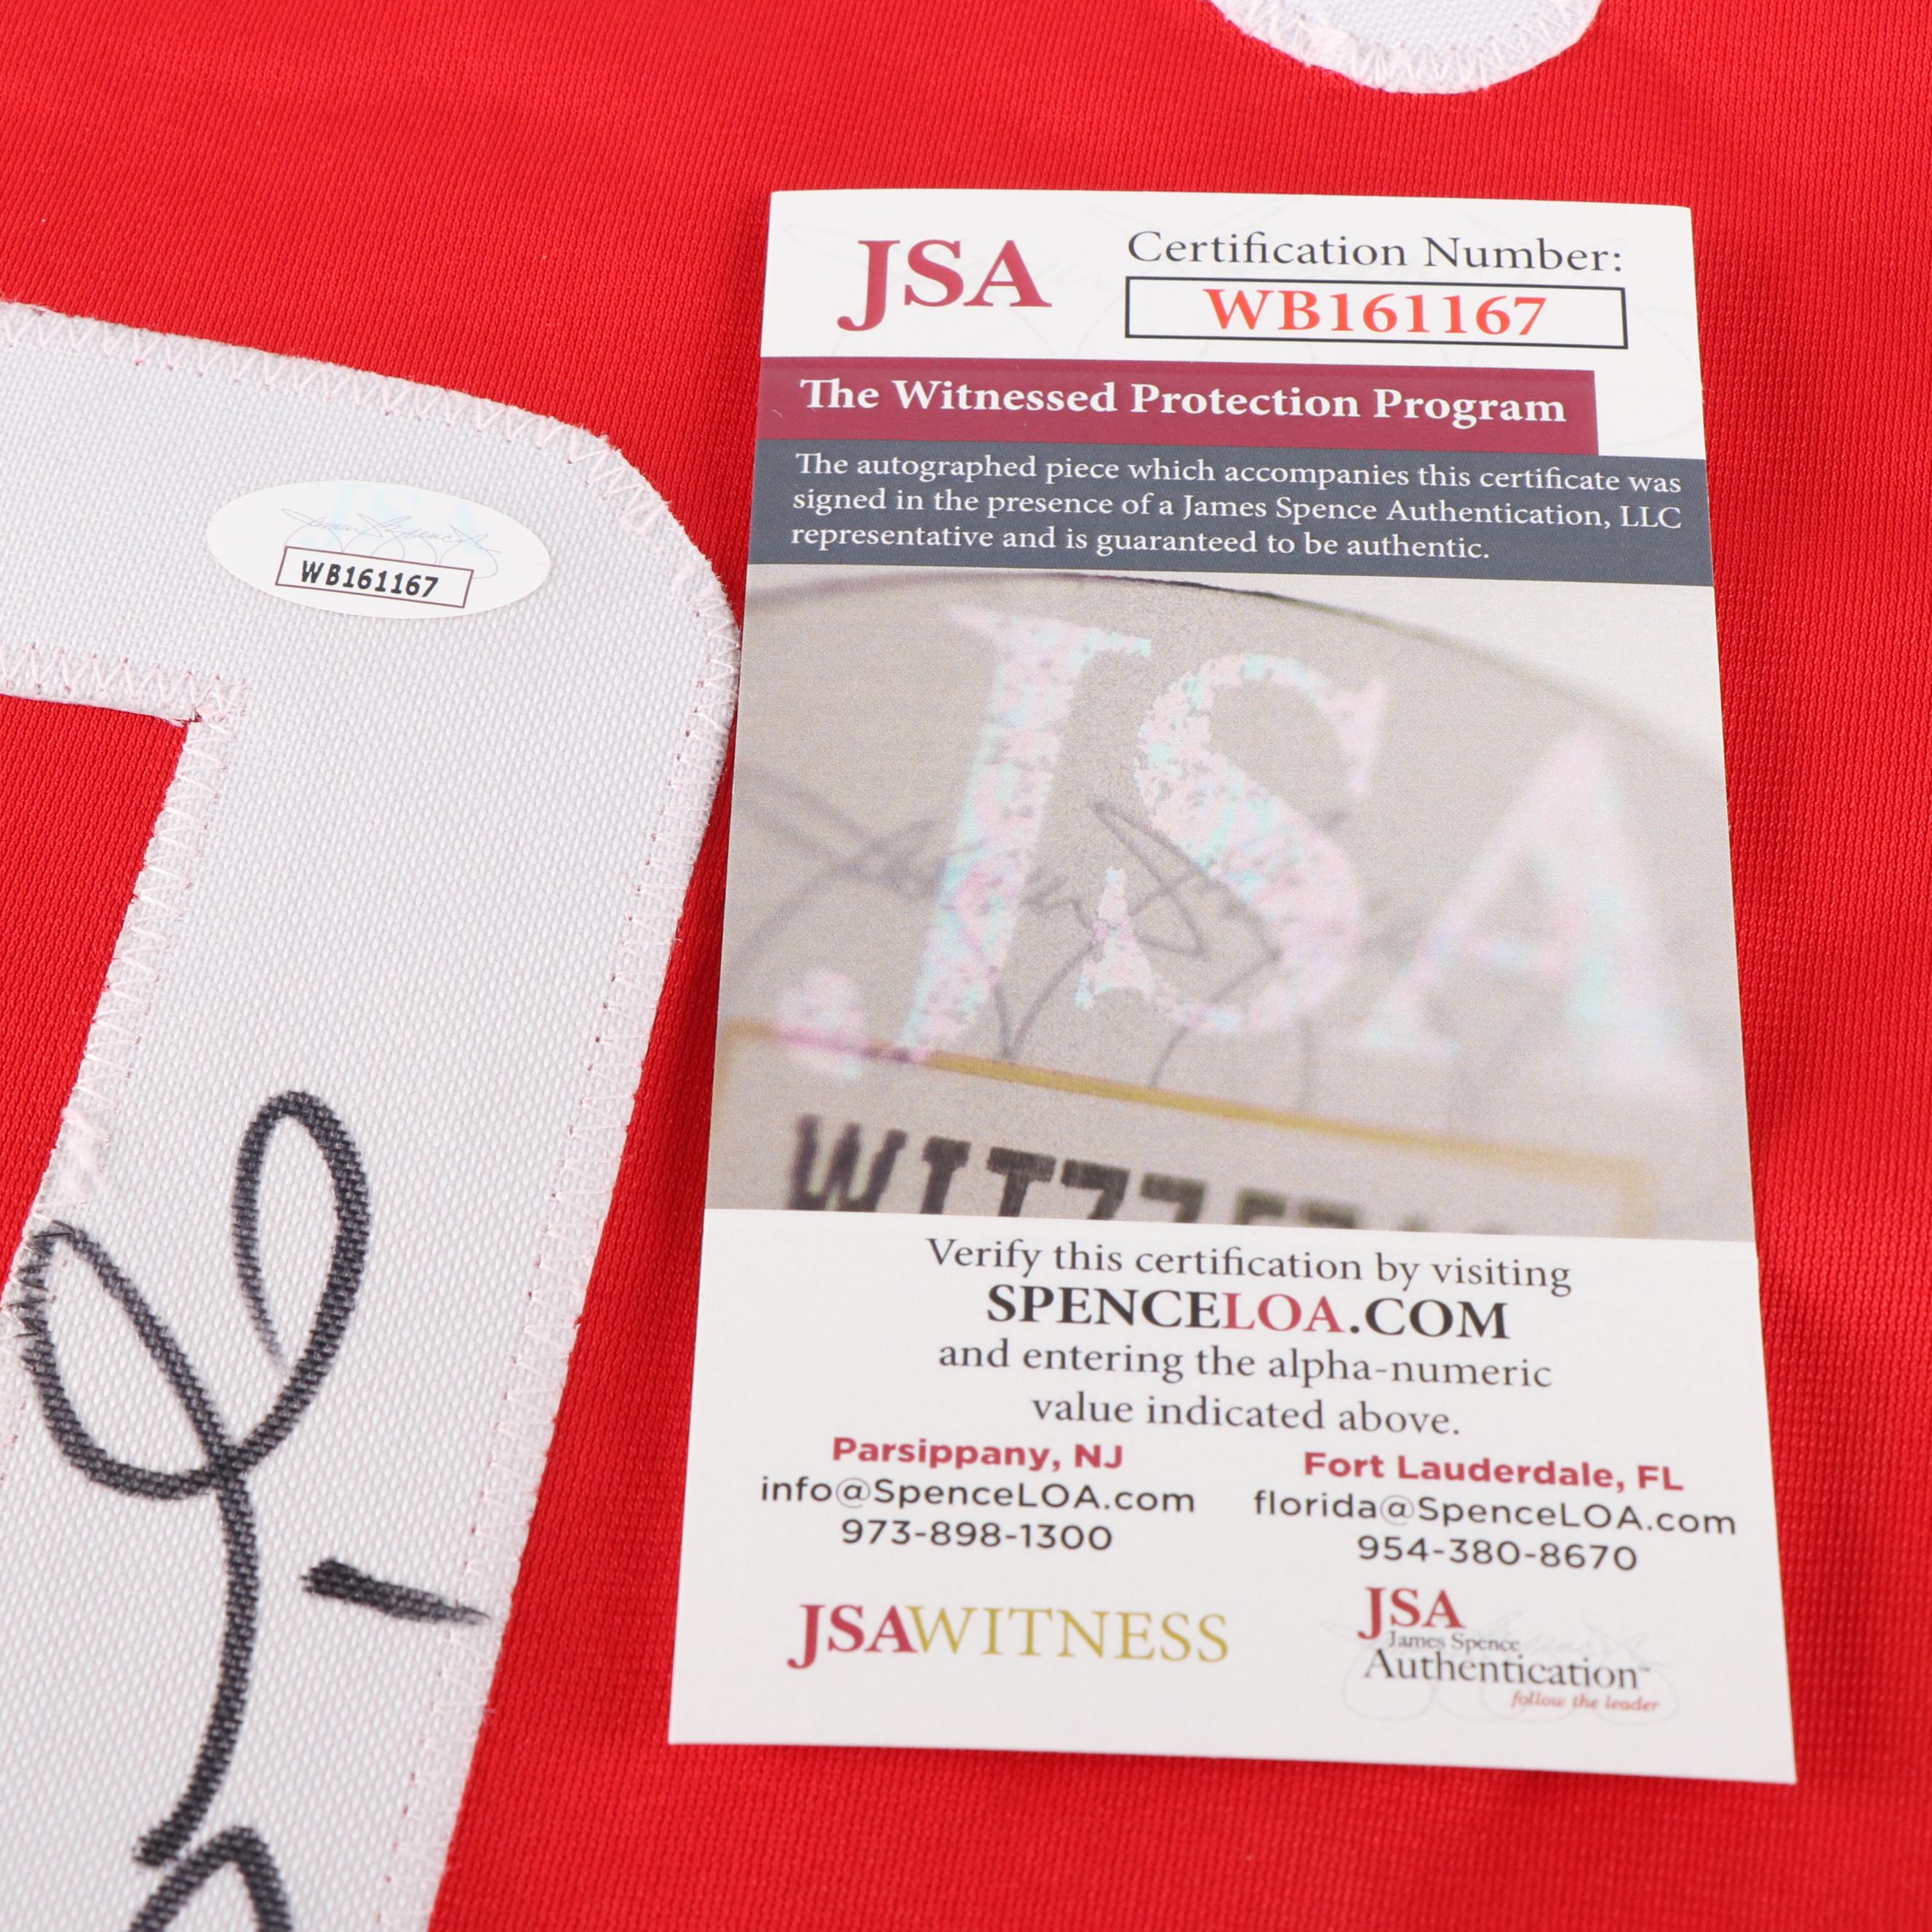 JSA
Certification Number:
WB161167
The Witnessed Protection Program
The autographed piece which accompanies this certificate was
signed in the presence of a James Spence Authentication, LLC
representative and is guaranteed to be authentic.
JSA
WB161167
JSA
Verify this certification by visiting
SPENCELOA.COM
and entering the alpha-numeric
value indicated above.
Parsippany, NJ
info@SpenceLOA.com
973-898-1300
Fort Lauderdale, FL
florida@SpenceLOA.com
954-380-8670
JSAWITNESS
JSA
James Spence
Authentication™
follow the leader